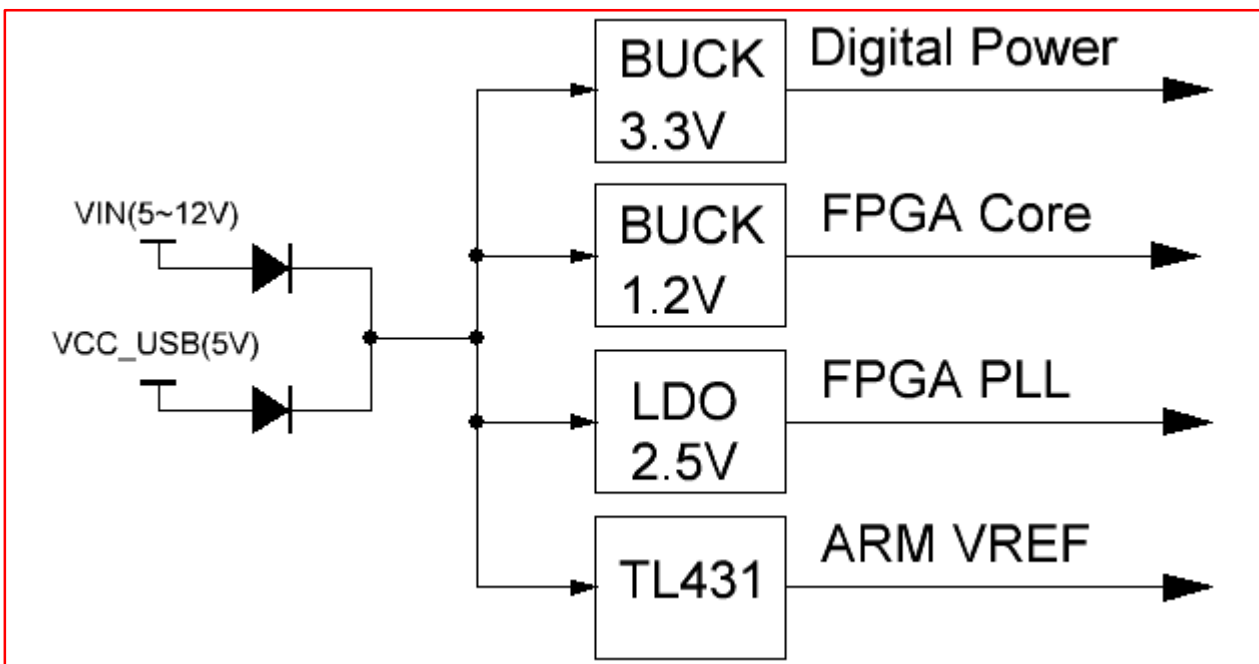 VIN(5~12V)
VCC_USB(5V)
BUCK
3.3V
Digital Power
BUCK
1.2V
FPGA Core
LDO
2.5V
FPGA PLL
TL431
ARM VREF